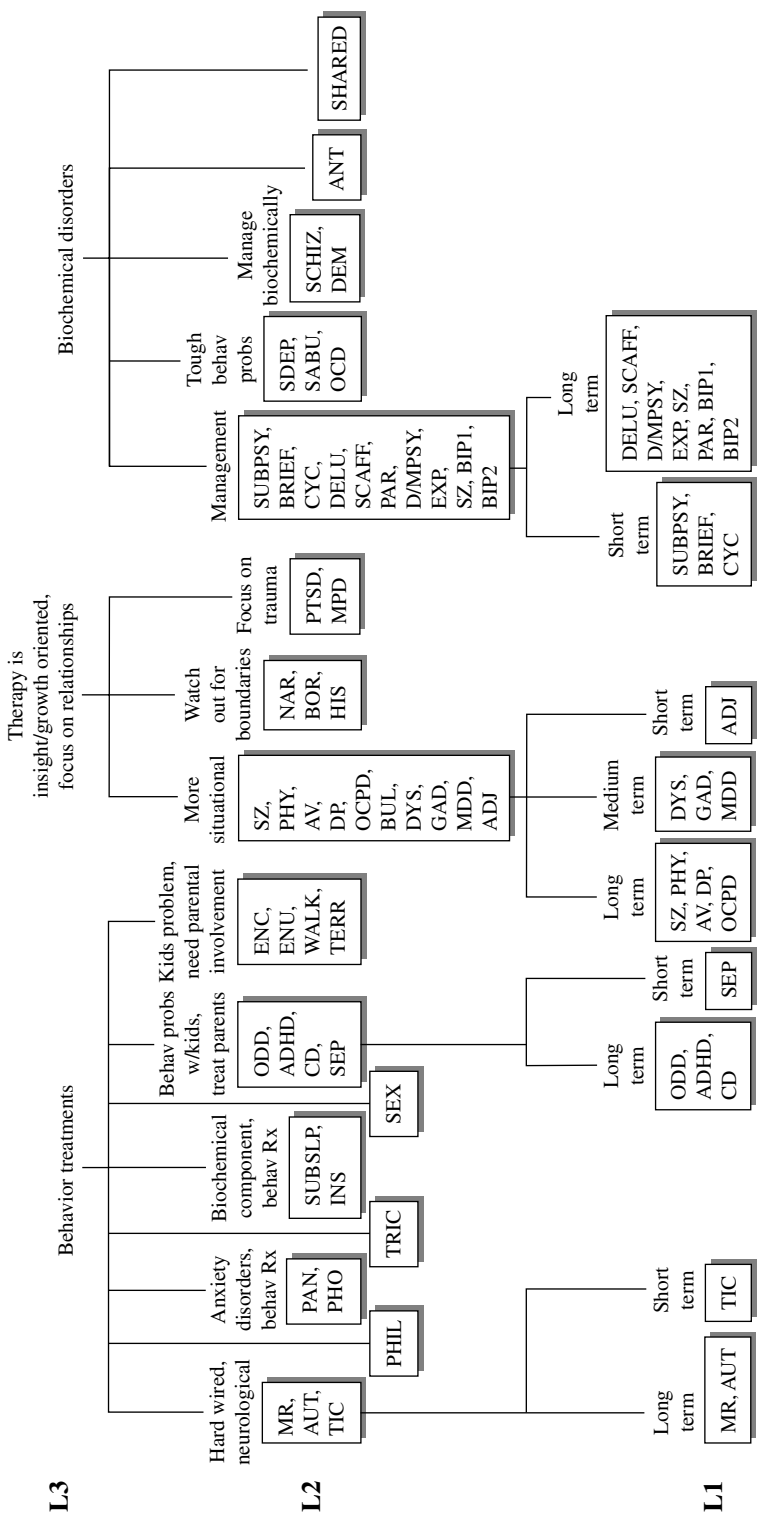 L3
Behavior treatments
Therapy is
insight/growth oriented,
focus on relationships
Biochemical disorders
L2
Hard wired,
neurological
MR,
AUT,
TIC
PHIL
Anxiety
disorders,
behav Rx
PAN,
PHO
TRIC
Biochemical
component,
behav Rx
SUBSLP,
INS
SEX
Behav probs
w/kids,
treat parents
ODD,
ADHD,
CD,
SEP
Kids problem,
need parental
involvement
ENC,
ENU,
WALK,
TERR
More
situational
SZ,
PHY,
AV,
DP,
OCPD,
BUL,
DYS,
GAD,
MDD,
ADJ
Watch
out for
boundaries
NAR,
BOR,
HIS
Focus on
trauma
PTSD,
MPD
Management
SUBPSY,
BRIEF,
CYC,
DELU,
SCAFF,
PAR,
D/MPSY,
EXP,
SZ, BIP1,
BIP2
Tough
behav
probs
SDEP,
SABU,
OCD
Manage
biochemically
SCHIZ,
DEM
ANT
SHARED
L1
Long
term
MR, AUT
Short
term
TIC
Long
term
ODD,
ADHD,
CD
Short
term
SEP
Long
term
SZ, PHY,
AV, DP,
OCPD
Medium
term
DYS,
GAD,
MDD
Short
term
ADJ
Short
term
SUBPSY,
BRIEF,
CYC
Long
term
DELU, SCAFF,
D/MPSY,
EXP, SZ,
PAR, BIP1,
BIP2